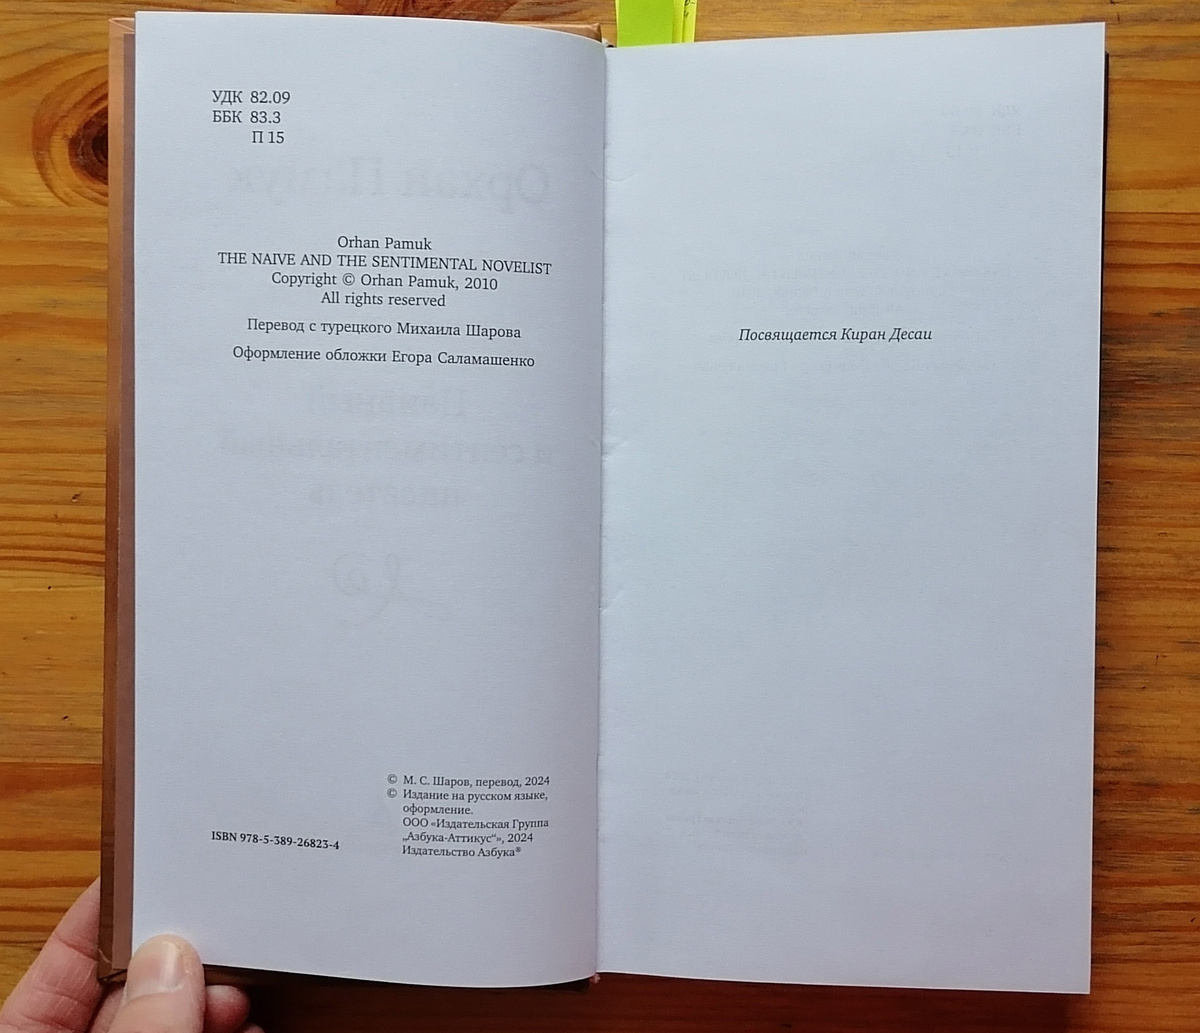 УДК 82.09
ББК 83.3
П 15
Orhan Pamuk
THE NAIVE AND THE SENTIMENTAL NOVELIST
Copyright © Orhan Pamuk, 2010
All rights reserved
Перевод с турецкого Михаила Шарова
Оформление обложки Егора Саламашенко
© М. С. Шаров, перевод, 2024
© Издание на русском языке,
оформление.
ООО «Издательская Группа
„Азбука-Аттикус“», 2024
Издательство Азбука®
ISBN 978-5-389-26823-4
Посвящается Киран Десаи